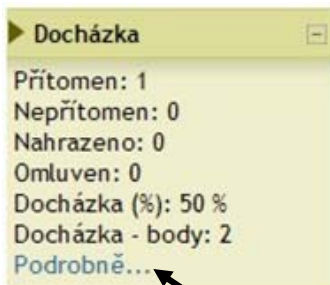 Docházka
Přítomen: 1
Nepřítomen: 0
Nahrazeno: 0
Omluven: 0
Docházka (%): 50 %
Docházka - body: 2
Podrobně...